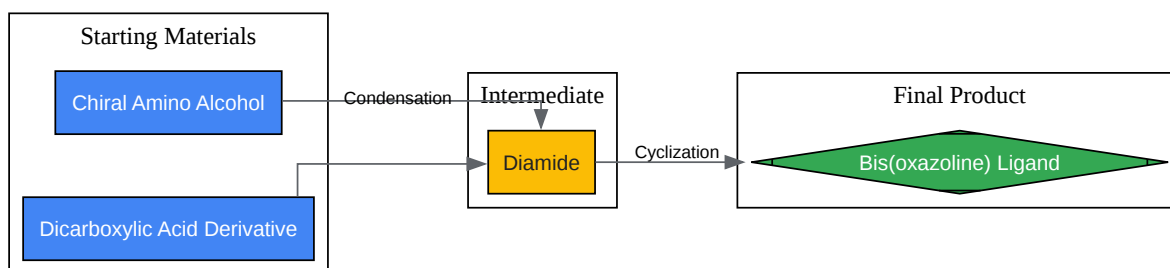 Starting Materials
Chiral Amino Alcohol
Dicarboxylic Acid Derivative
Condensation
Intermediate
Diamide
Cyclization
Final Product
Bis(oxazoline) Ligand